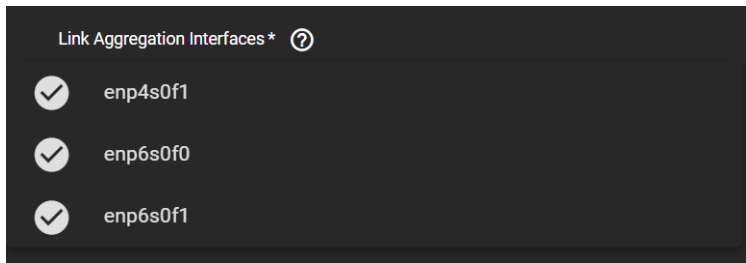 Link Aggregation Interfaces *
enp4s0f1
enp6s0f0
enp6s0f1